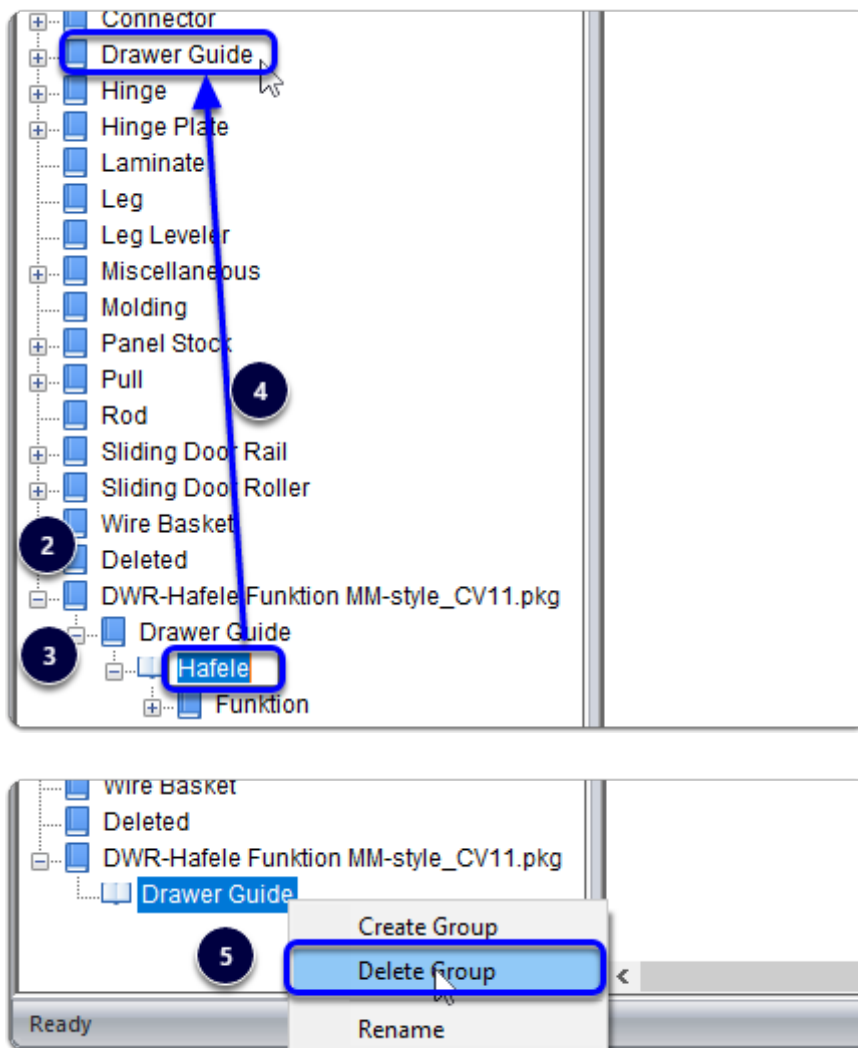 Connector
Drawer Guide
Hinge
Hinge Plate
Laminate
Leg
Leg Leveler
Miscellaneous
Molding
Panel Stock
Pull
4
Rod
Sliding Door Rail
Sliding Door Roller
Wire Basket
2
Deleted
DWR-Hafele Funktion MM-style_CV11.pkg
Drawer Guide
3
Hafele
Funktion
Wire Basket
Deleted
DWR-Hafele Funktion MM-style_CV11.pkg
Drawer Guide
Create Group
5
Delete Group
<
Ready
Rename